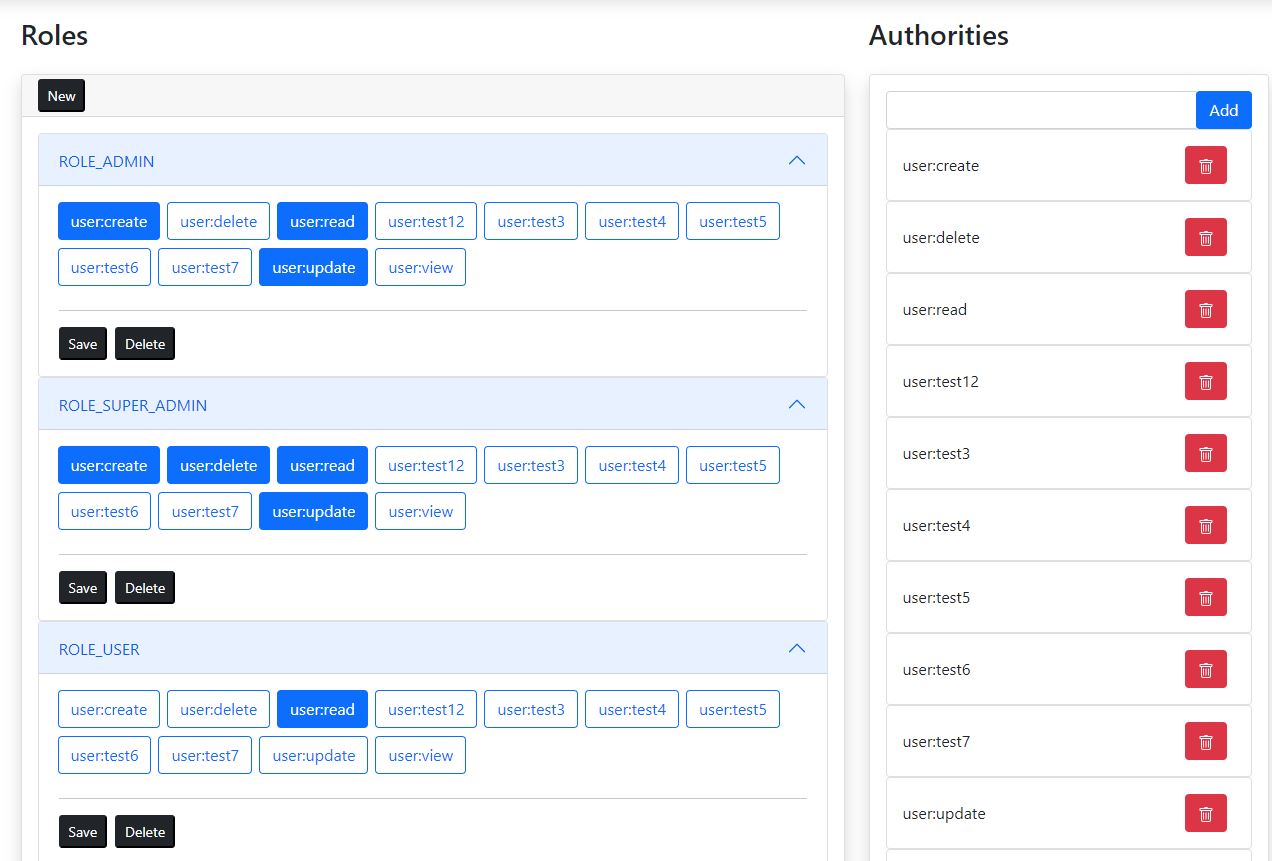 Roles
New
ROLE_ADMIN
user:create user:delete user:read user:test12 user:test3 user:test4 user:test5
user:test6 user:test7 user:update user:view
Save Delete
ROLE_SUPER_ADMIN
user:create user:delete user:read user:test12 user:test3 user:test4 user:test5
user:test6 user:test7 user:update user:view
Save Delete
ROLE_USER
user:create user:delete user:read user:test12 user:test3 user:test4 user:test5
user:test6 user:test7 user:update user:view
Save Delete
Authorities
Add
user:create
user:delete
user:read
user:test12
user:test3
user:test4
user:test5
user:test6
user:test7
user:update